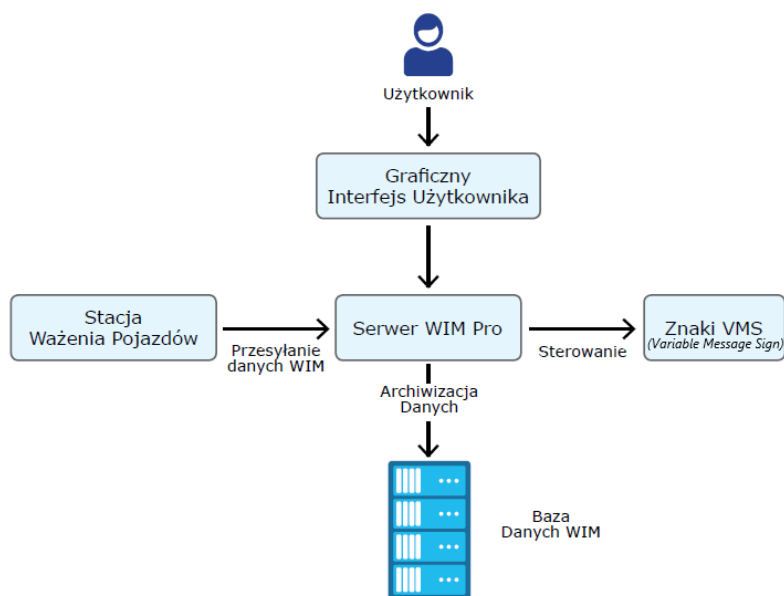 Użytkownik
Graficzny
Interfejs Użytkownika
Stacja
Ważenia Pojazdów
Przesyłanie
danych WIM
Serwer WIM Pro
Sterowanie
Znaki VMS
(Variable Message Sign)
Archiwizacja
Danych
Baza
Danych WIM